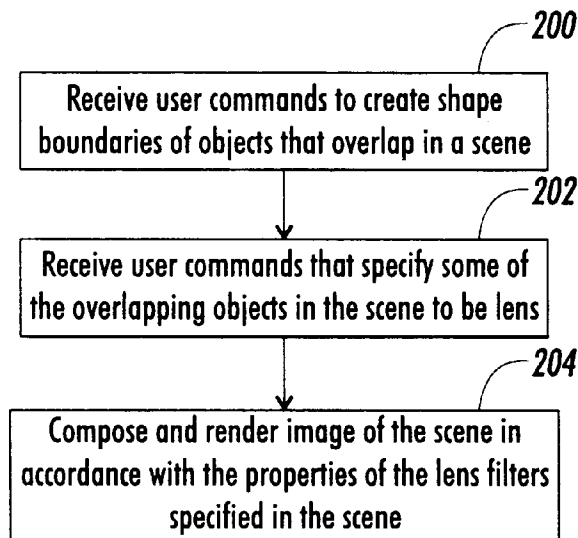 200
Receive user commands to create shape
boundaries of objects that overlap in a scene
202
Receive user commands that specify some of
the overlapping objects in the scene to be lens
204
Compose and render image of the scene in
accordance with the properties of the lens filters
specified in the scene